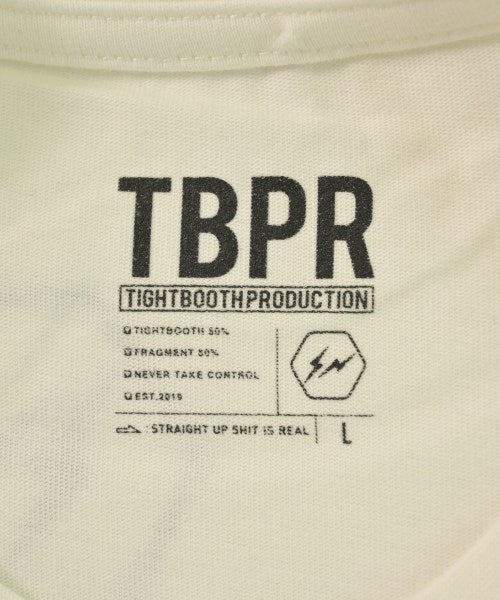 TBPR
TIGHTBOOTHPRODUCTION
TIGHTBOOTH 50%
FRAGMENT 50%
NEVER TAKE CONTROL
EST.2019
: STRAIGHT UP SHIT IS REAL
L